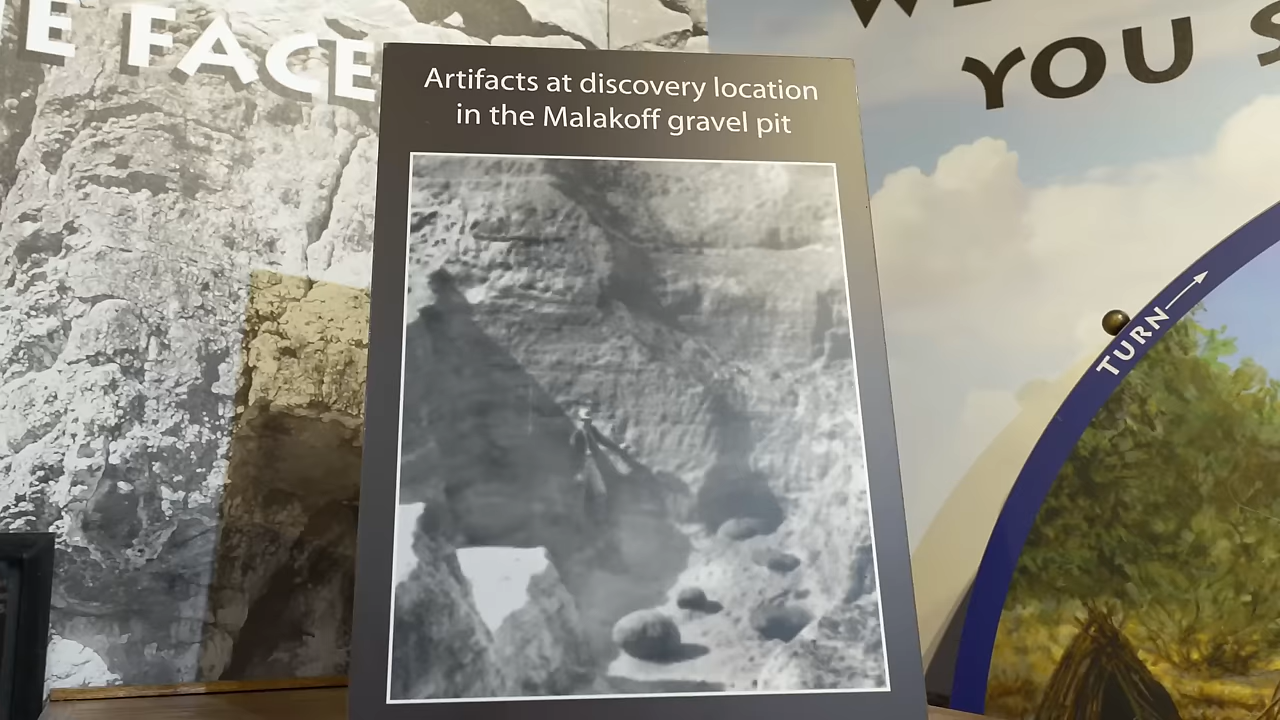 E FACE
Artifacts at discovery location
in the Malakoff gravel pit
YOU S
TURN